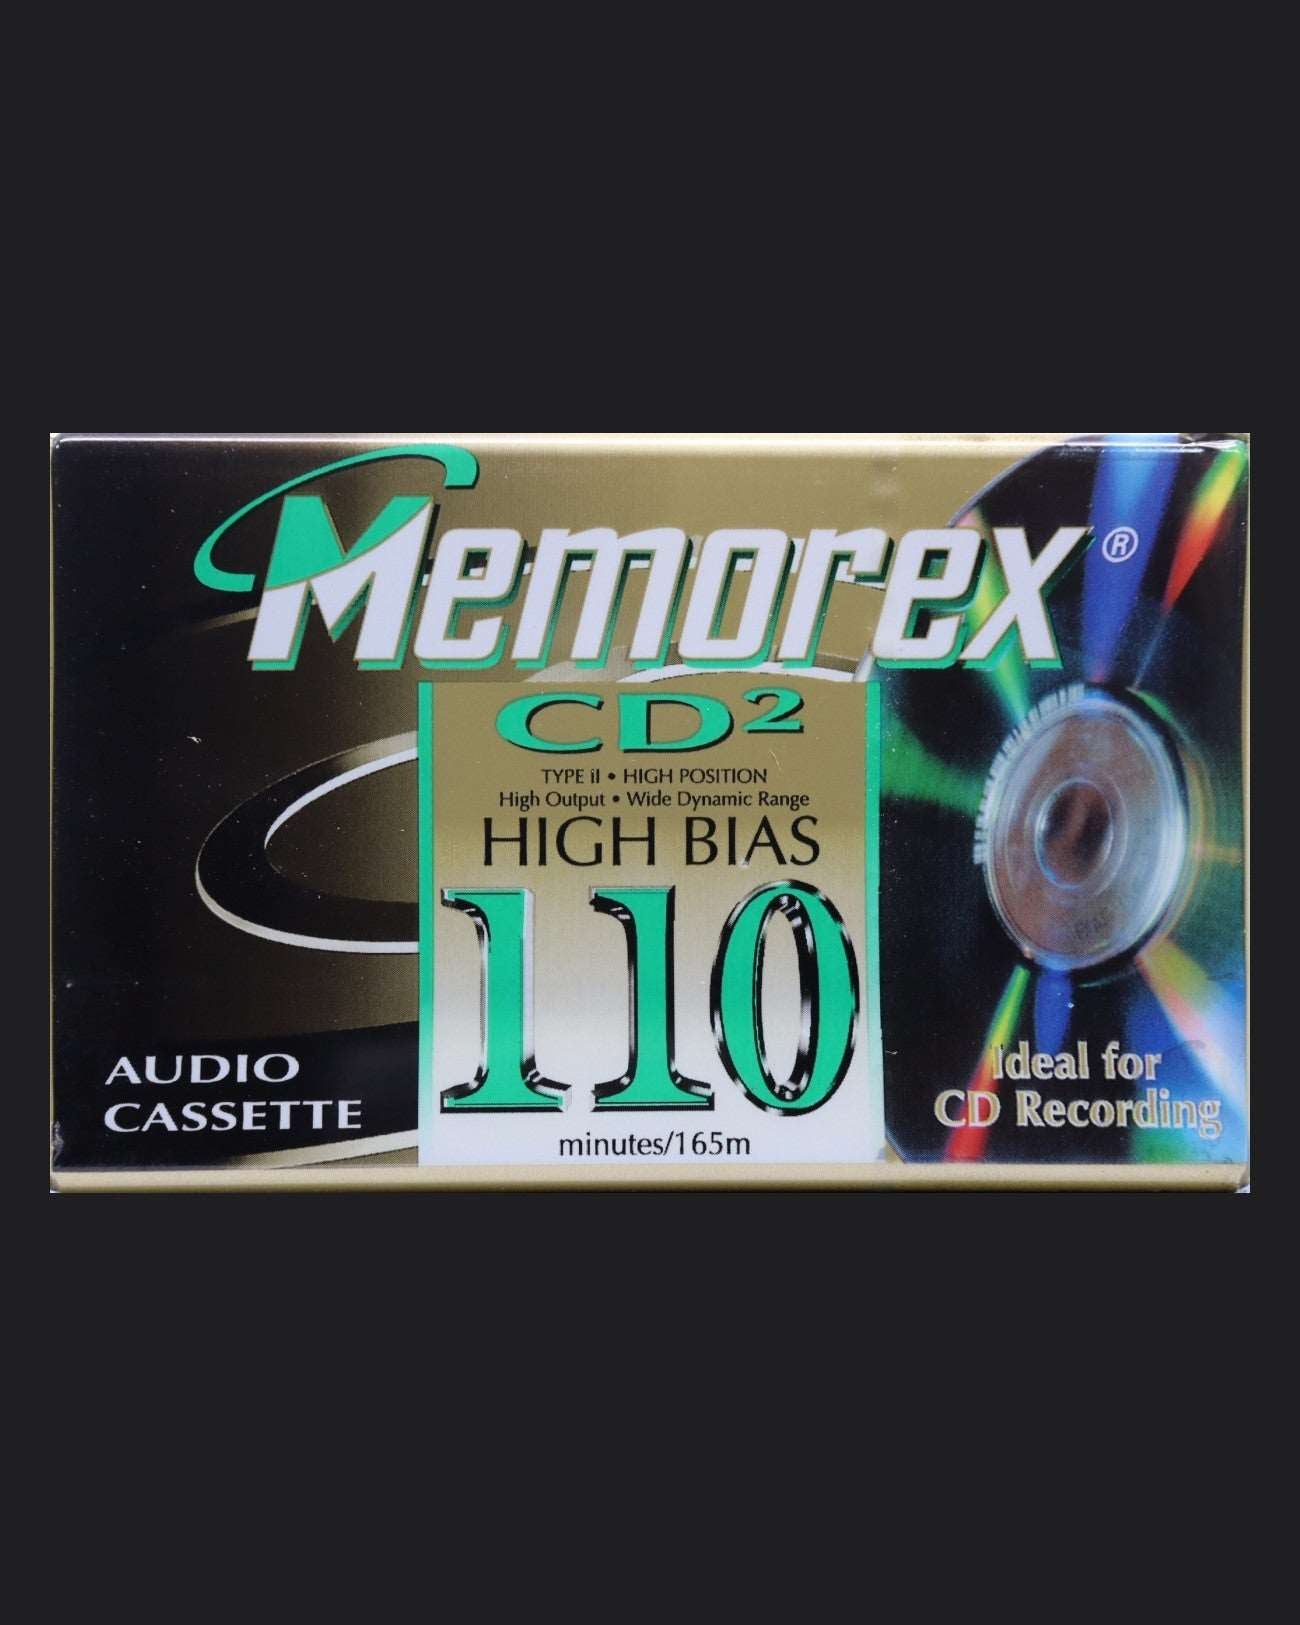 Memorex®
CD²
TYPE II • HIGH POSITION
High Output • Wide Dynamic Range
HIGH BIAS
110
minutes/165m
AUDIO
CASSETTE
Ideal for
CD Recording